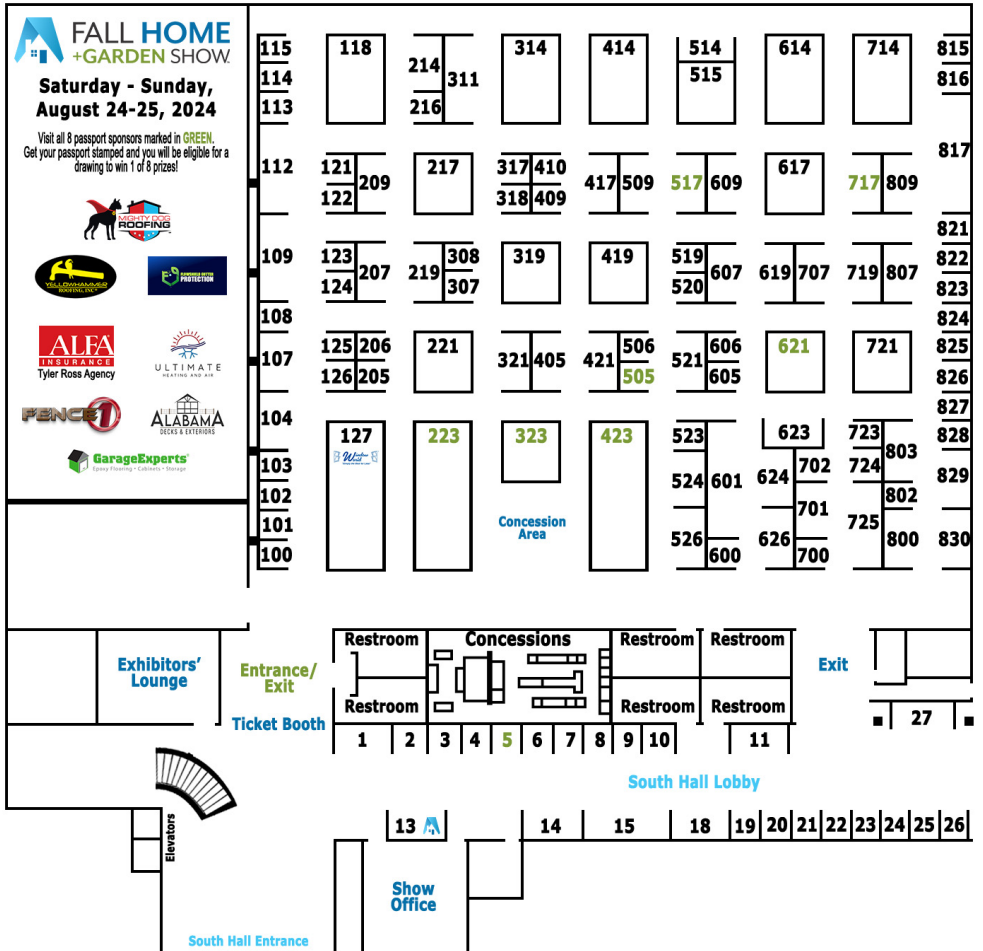 FALL HOME
+GARDEN SHOW.
Saturday - Sunday,
August 24-25, 2024
Visit all 8 passport sponsors marked in GREEN.
Get your passport stamped and you will be eligible for a
drawing to win 1 of 8 prizes!
MIGHTY DOG
ROOFING
YELLOWHAMMER
ROOFING, INC
GUTTER
PROTECTION
ALFA
INSURANCE
Tyler Ross Agency
ULTIMATE
HEATING AND AIR
FENCE 1
ALABAMA
DECKS & EXTERIORS
GarageExperts
Epoxy Flooring • Cabinets • Storage
115 118 214 311 314 414 514 614 714 815
114 515 816
113 216
817
112 121 209 217 317 410 417 509 517 609 617 717 809
122 318 409
821
109 123 207 219 308 319 419 519 607 619 707 719 807 822
124 307 520 823
108 824
107 125 206 221 321 405 421 506 521 606 621 721 825
126 205 505 605 826
827
104 127 223 323 423 523 623 723 803 828
Window
World
103 702 724
524 601 624 829
102 802
701
101 725
Concession
Area
100 526 600 626 700 800 830
Restroom Concessions Restroom Restroom
Exhibitors'
Lounge
Entrance/
Exit
Exit
Restroom Restroom Restroom
Ticket Booth
27
1 2 3 4 5 6 7 8 9 10 11
South Hall Lobby
13 14 15 18 19 20 21 22 23 24 25 26
Elevators
Show
Office
South Hall Entrance